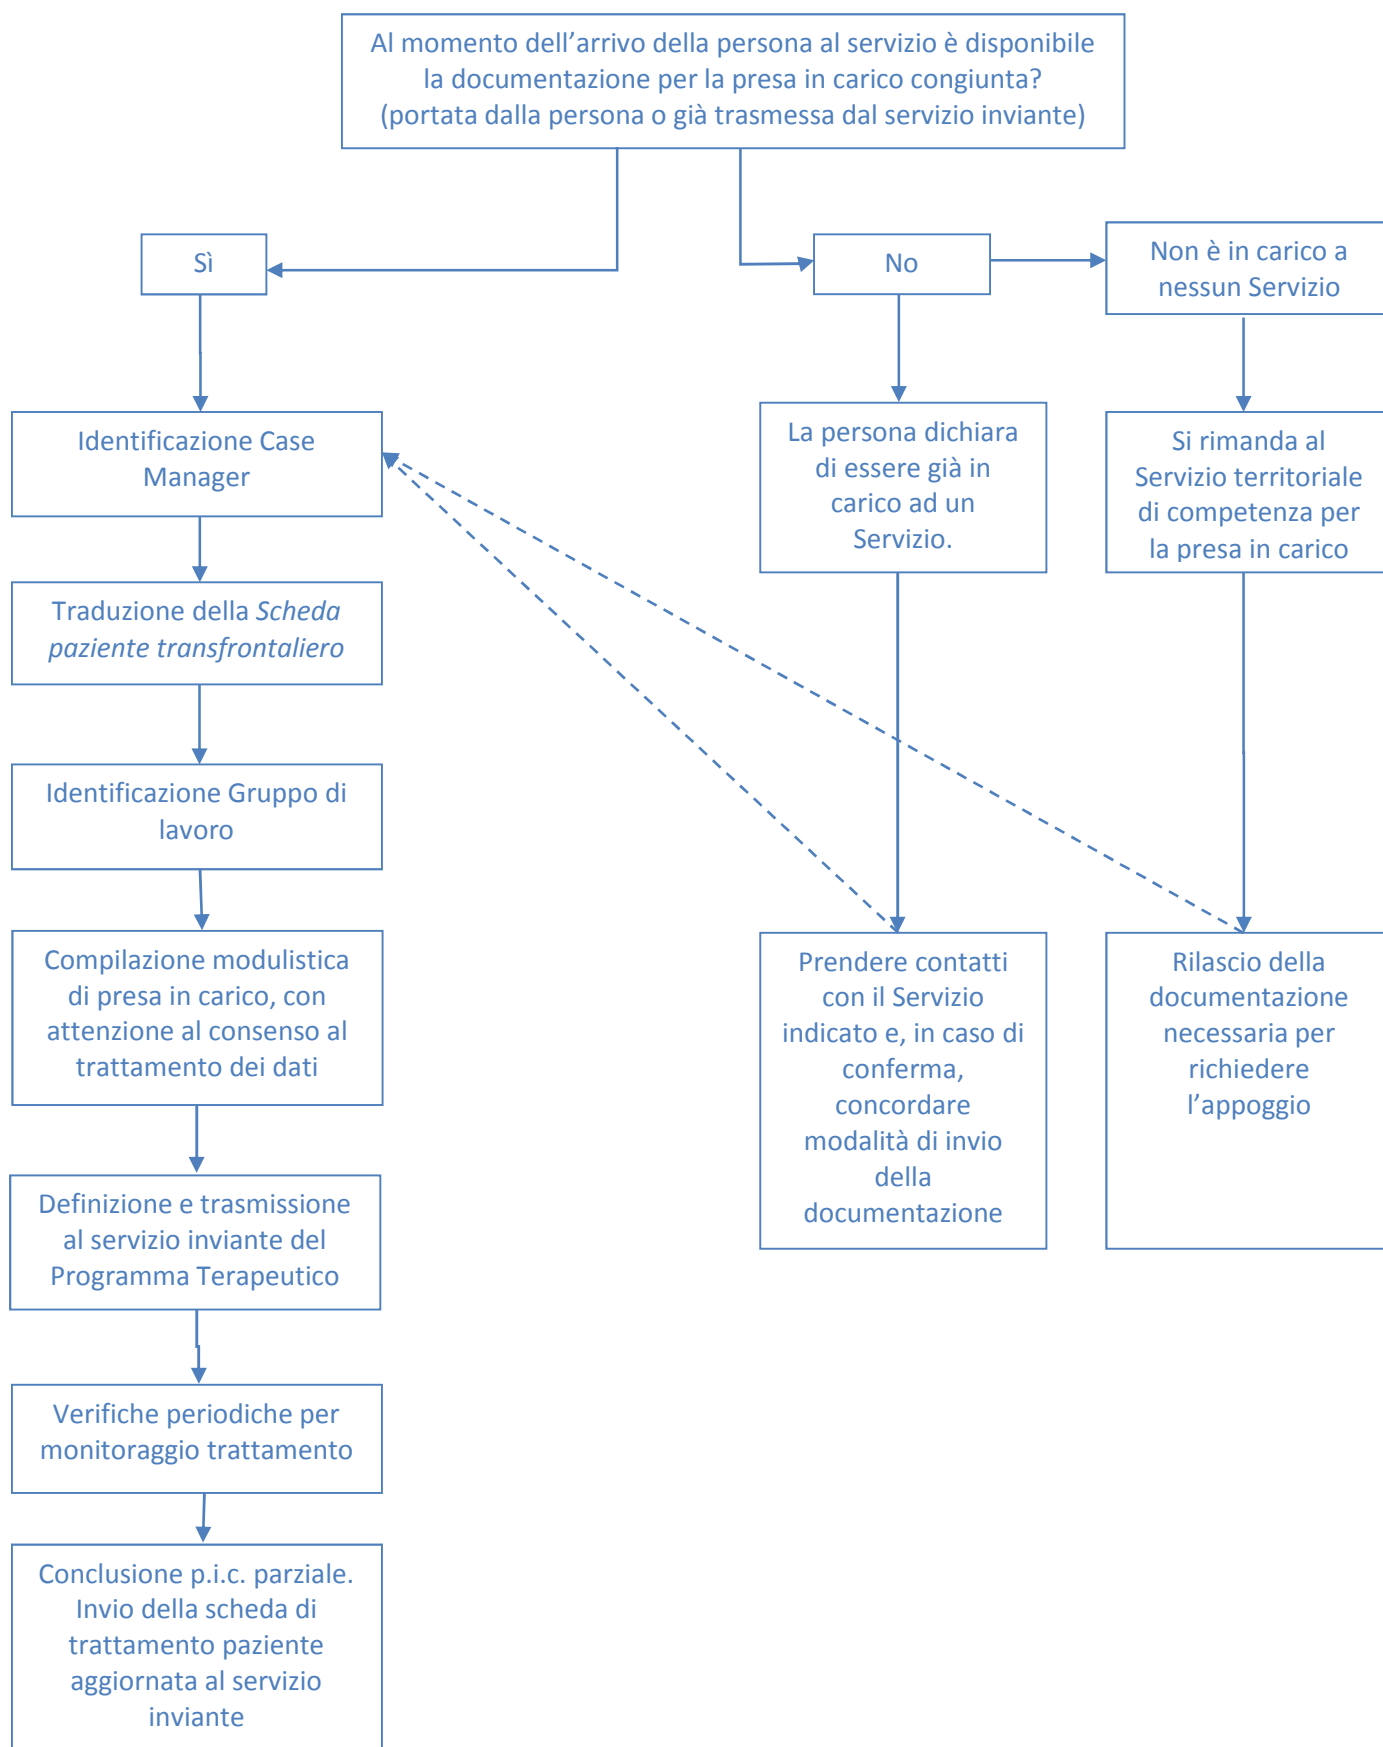 Al momento dell’arrivo della persona al servizio è disponibile
la documentazione per la presa in carico congiunta?
(portata dalla persona o già trasmessa dal servizio inviante)
Sì
No
Non è in carico a
nessun Servizio
Identificazione Case
Manager
La persona dichiara
di essere già in
carico ad un
Servizio.
Si rimanda al
Servizio territoriale
di competenza per
la presa in carico
Traduzione della Scheda
paziente transfrontaliero
Identificazione Gruppo di
lavoro
Compilazione modulistica
di presa in carico, con
attenzione al consenso al
trattamento dei dati
Prendere contatti
con il Servizio
indicato e, in caso di
conferma,
concordare
modalità di invio
della
documentazione
Rilascio della
documentazione
necessaria per
richiedere
l’appoggio
Definizione e trasmissione
al servizio inviante del
Programma Terapeutico
Verifiche periodiche per
monitoraggio trattamento
Conclusione p.i.c. parziale.
Invio della scheda di
trattamento paziente
aggiornata al servizio
inviante